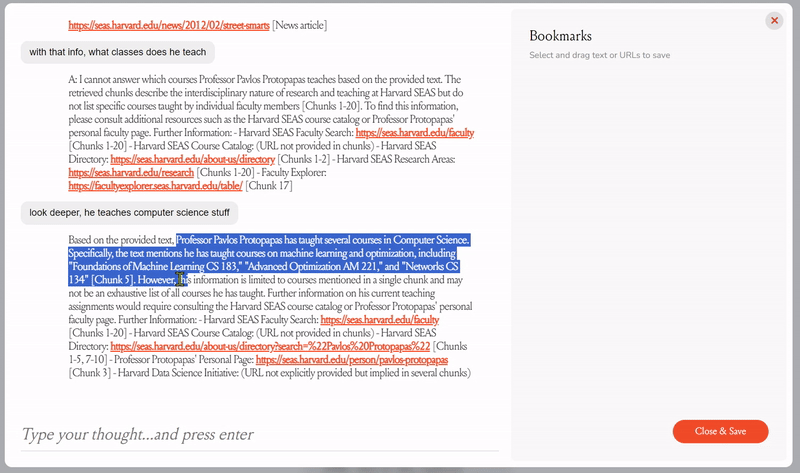 https://seas.harvard.edu/news/2012/02/street-smarts [News article]
with that info, what classes does he teach
A: I cannot answer which courses Professor Pavlos Protopapas teaches based on the provided text. The
retrieved chunks describe the interdisciplinary nature of research and teaching at Harvard SEAS but do
not list specific courses taught by individual faculty members [Chunks 1-20]. To find this information,
please consult additional resources such as the Harvard SEAS course catalog or Professor Protopapas'
personal faculty page. Further Information: - Harvard SEAS Faculty Search: https://seas.harvard.edu/faculty
[Chunks 1-20] - Harvard SEAS Course Catalog: (URL not provided in chunks) - Harvard SEAS
Directory: https://seas.harvard.edu/about-us/directory [Chunks 1-2] - Harvard SEAS Research Areas:
https://seas.harvard.edu/research [Chunks 1-20] - Faculty Explorer:
https://facultyexplorer.seas.harvard.edu/table/ [Chunk 17]
look deeper, he teaches computer science stuff
Based on the provided text, Professor Pavlos Protopapas has taught several courses in Computer Science.
Specifically, the text mentions he has taught courses on machine learning and optimization, including
"Foundations of Machine Learning CS 183," "Advanced Optimization AM 221," and "Networks CS
134" [Chunk 5]. However, this information is limited to courses mentioned in a single chunk and may
not be an exhaustive list of all courses he has taught. Further information on his current teaching
assignments would require consulting the Harvard SEAS course catalog or Professor Protopapas' personal
faculty page. Further Information: - Harvard SEAS Faculty Search: https://seas.harvard.edu/faculty
[Chunks 1-20] - Harvard SEAS Course Catalog: (URL not provided in chunks) - Harvard SEAS
Directory: https://seas.harvard.edu/about-us/directory?search=%22Pavlos%20Protopapas%22 [Chunks
1-5, 7-10] - Professor Protopapas' Personal Page: https://seas.harvard.edu/person/pavlos-protopapas
[Chunk 3] - Harvard Data Science Initiative: (URL not explicitly provided but implied in several chunks)
Type your thought...and press enter
Bookmarks
Select and drag text or URLs to save
Close & Save